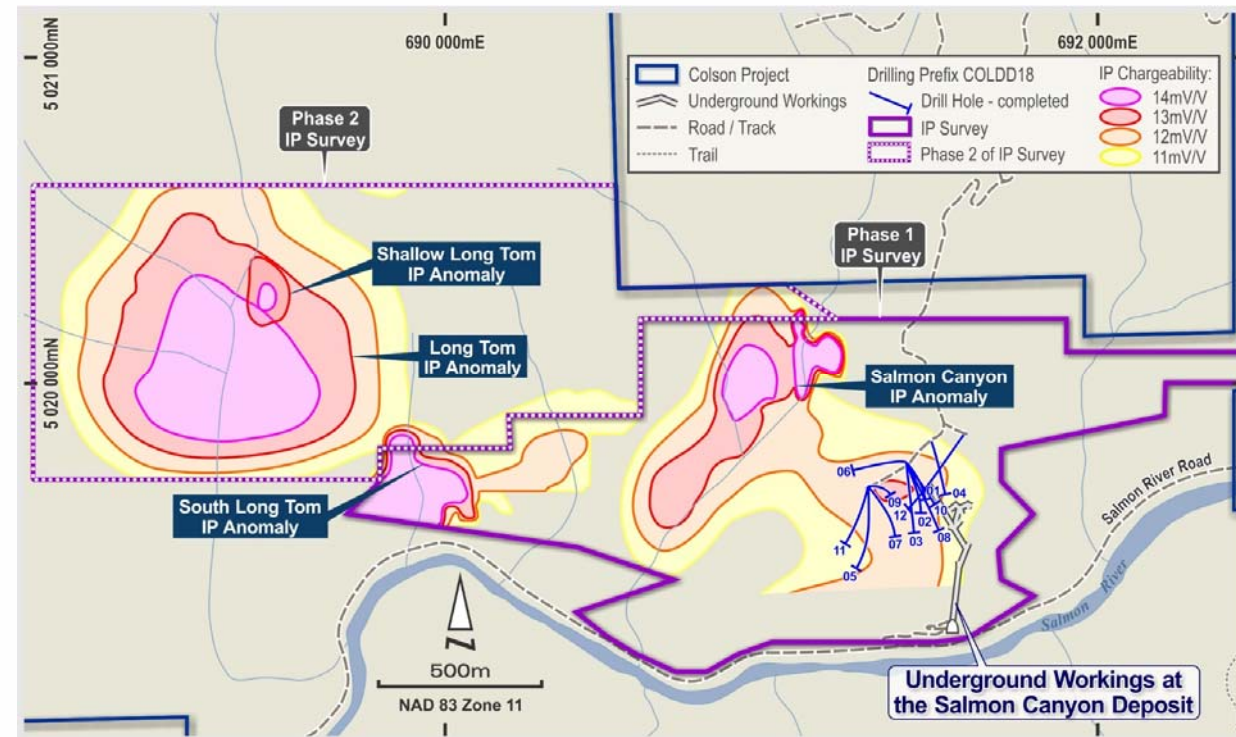 690 000mE
692 000mE
5 021 000mN
5 020 000mN
Colson Project
Underground Workings
Road / Track
Trail
Drilling Prefix COLDD18
Drill Hole - completed
IP Survey
Phase 2 of IP Survey
IP Chargeability:
14mV/V
13mV/V
12mV/V
11mV/V
Phase 2
IP Survey
Phase 1
IP Survey
Shallow Long Tom
IP Anomaly
Long Tom
IP Anomaly
Salmon Canyon
IP Anomaly
South Long Tom
IP Anomaly
06
09
01
04
12
02
10
11
07
03
08
05
Salmon River Road
Salmon River
N
500m
NAD 83 Zone 11
Underground Workings at
the Salmon Canyon Deposit